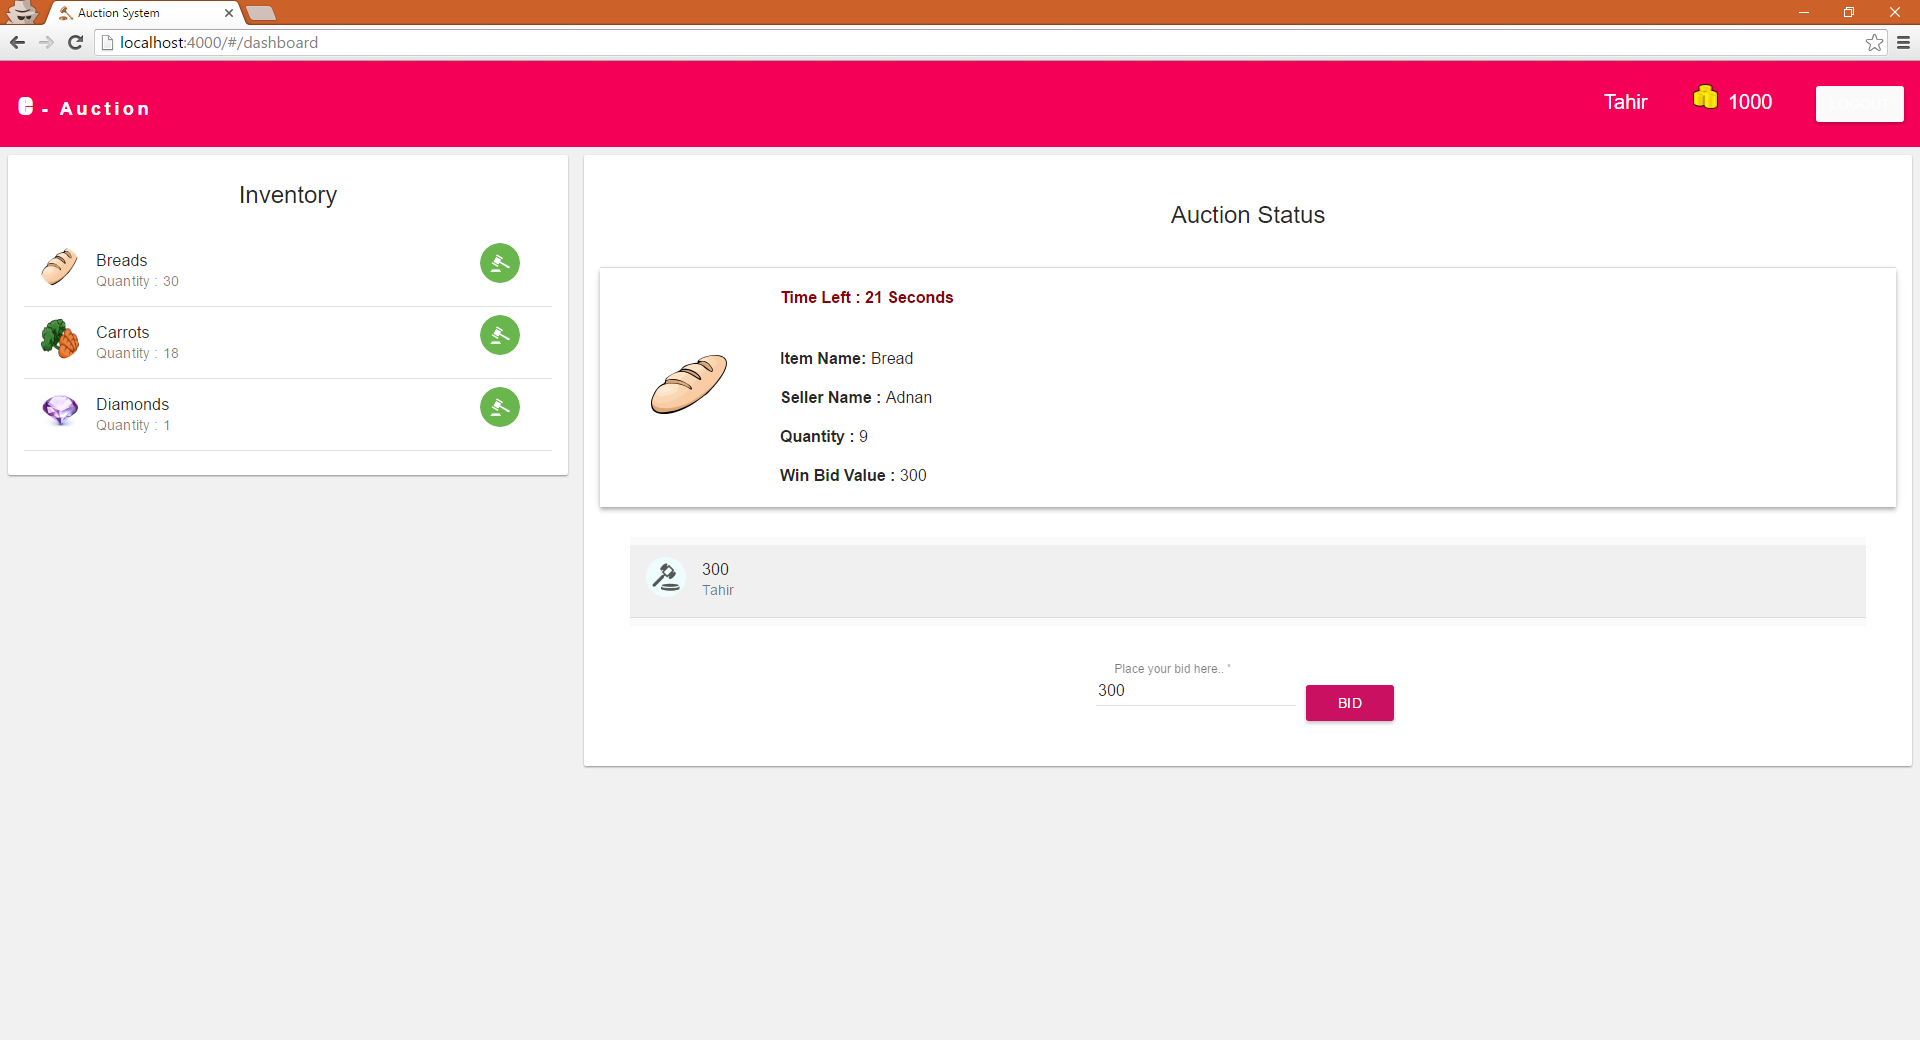 Auction System
localhost:4000/#/dashboard
e - Auction
Tahir
1000
Inventory
Breads
Quantity : 30
Carrots
Quantity : 18
Diamonds
Quantity : 1
Auction Status
Time Left : 21 Seconds
Item Name: Bread
Seller Name : Adnan
Quantity : 9
Win Bid Value : 300
300
Tahir
Place your bid here.. *
300
BID